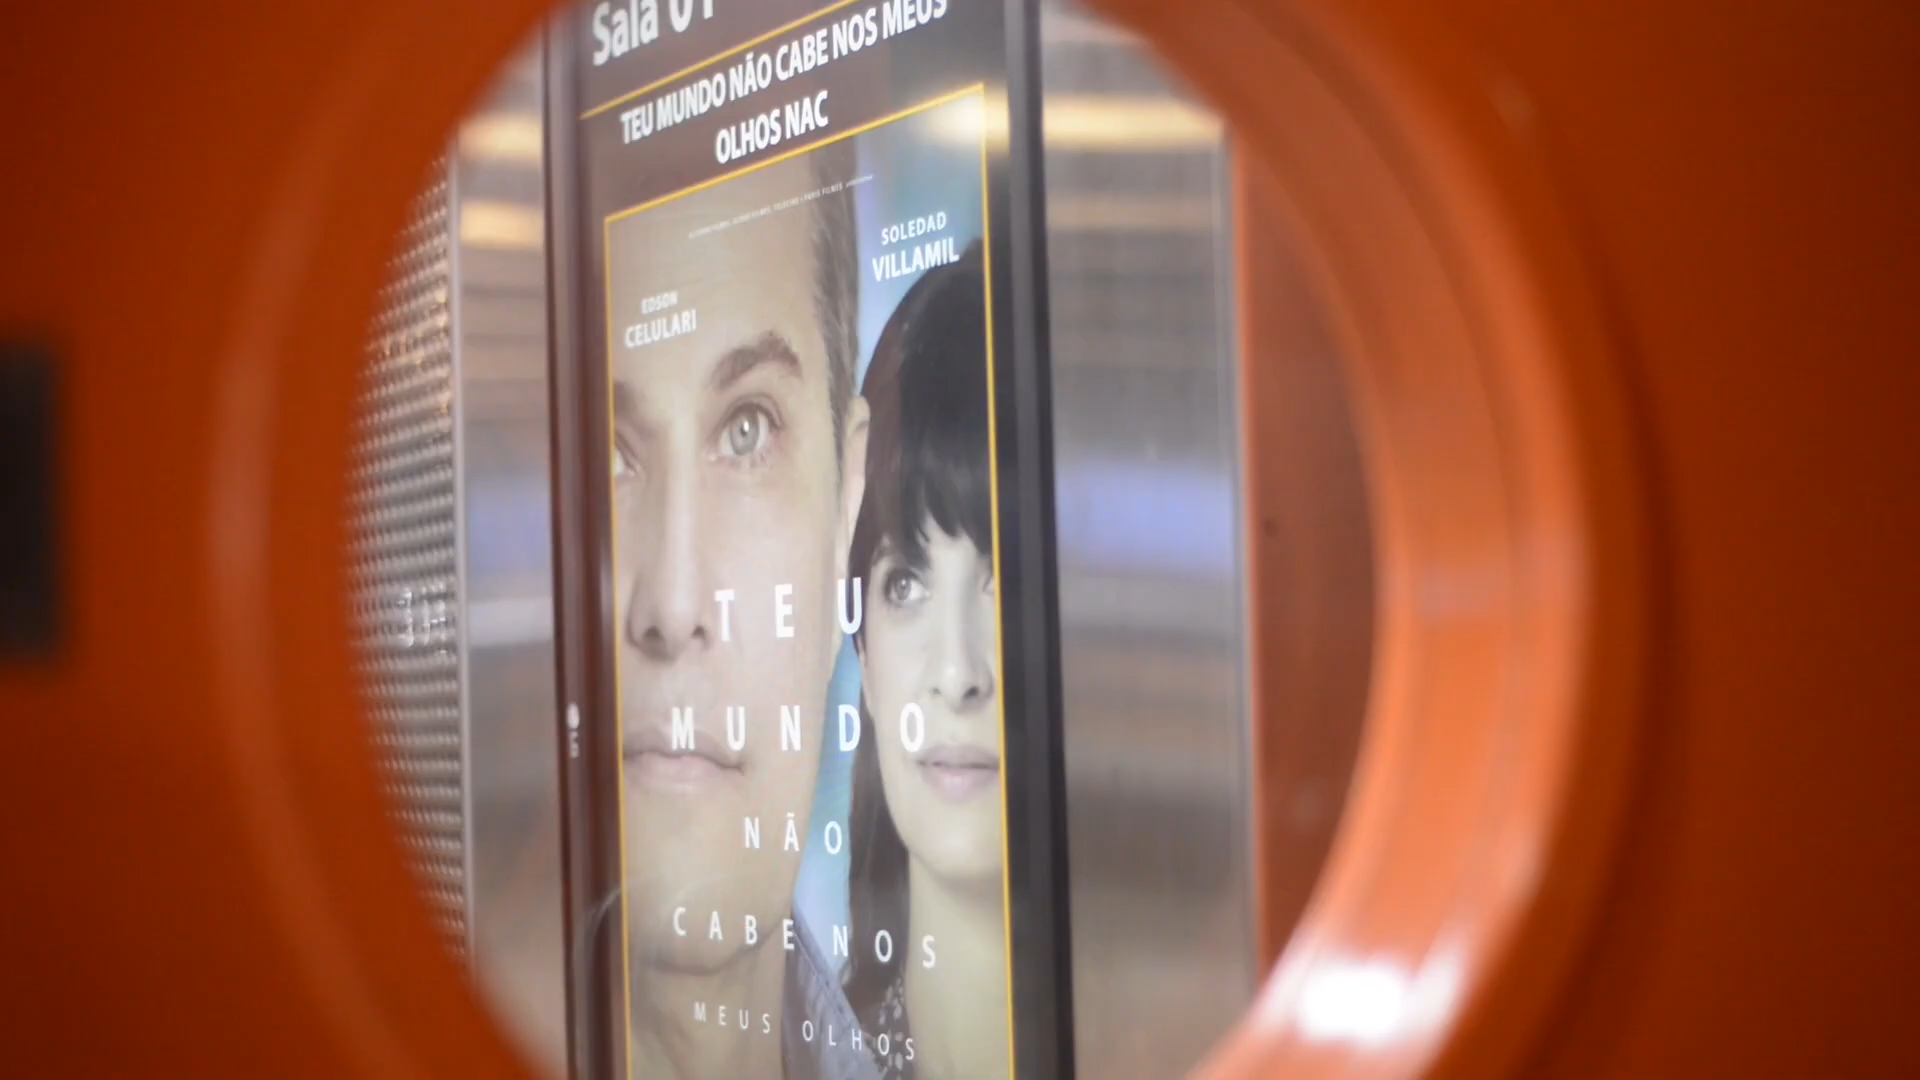 Sala 01
TEU MUNDO NÃO CABE NOS MEUS
OLHOS NAC
SOLEDAD
VILLAMIL
EDSON
CELULARI
TEU
MUNDO
NÃO
CABE NOS
MEUS OLHOS
LG